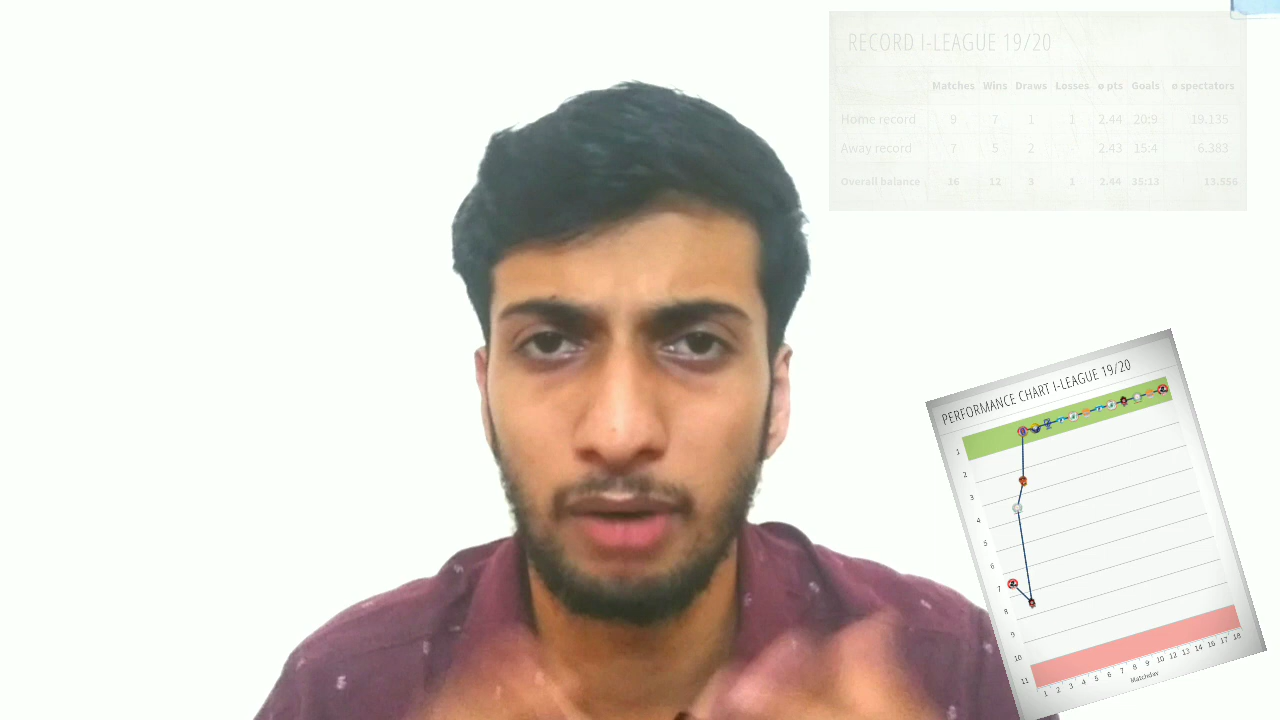 RECORD I-LEAGUE 19/20
Matches Wins Draws Losses ø pts Goals ø spectators
Home record 9 7 1 1 2.44 20:9 19.135
Away record 7 5 2 2.43 15:4 6.383
Overall balance 16 12 3 1 2.44 35:13 13.556
PERFORMANCE CHART I-LEAGUE 19/20
1
2
3
4
5
6
7
8
9
10
11
1 2 3 4 5 6 7 8 9 10 11 12 13 14 15 16 17 18
Matchday